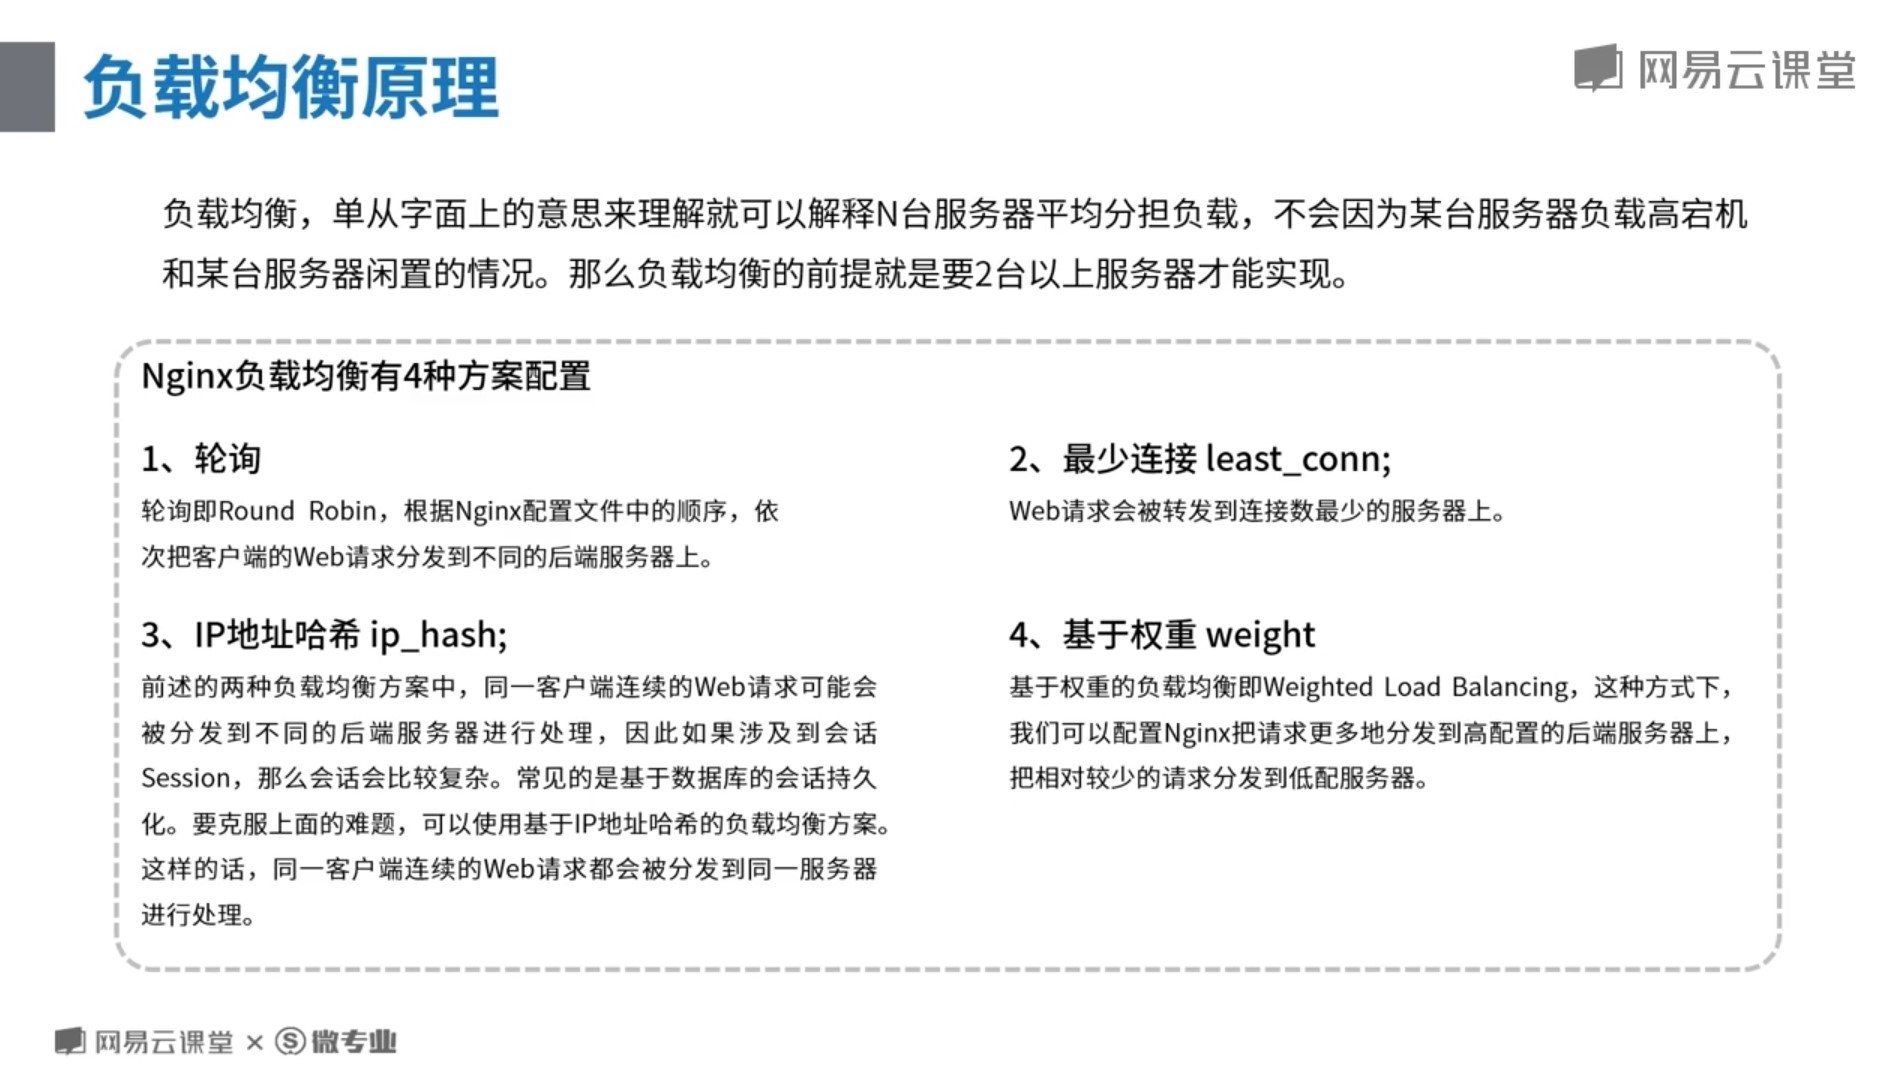 负载均衡原理
网易云课堂
负载均衡，单从字面上的意思来理解就可以解释N台服务器平均分担负载，不会因为某台服务器负载高宕机
和某台服务器闲置的情况。那么负载均衡的前提就是要2台以上服务器才能实现。
Nginx负载均衡有4种方案配置
1、轮询
轮询即Round Robin，根据Nginx配置文件中的顺序，依
次把客户端的Web请求分发到不同的后端服务器上。
2、最少连接 least_conn;
Web请求会被转发到连接数最少的服务器上。
3、IP地址哈希 ip_hash;
前述的两种负载均衡方案中，同一客户端连续的Web请求可能会
被分发到不同的后端服务器进行处理，因此如果涉及到会话
Session，那么会话会比较复杂。常见的是基于数据库的会话持久
化。要克服上面的难题，可以使用基于IP地址哈希的负载均衡方案。
这样的话，同一客户端连续的Web请求都会被分发到同一服务器
进行处理。
4、基于权重 weight
基于权重的负载均衡即Weighted Load Balancing，这种方式下，
我们可以配置Nginx把请求更多地分发到高配置的后端服务器上，
把相对较少的请求分发到低配服务器。
网易云课堂 × 微专业